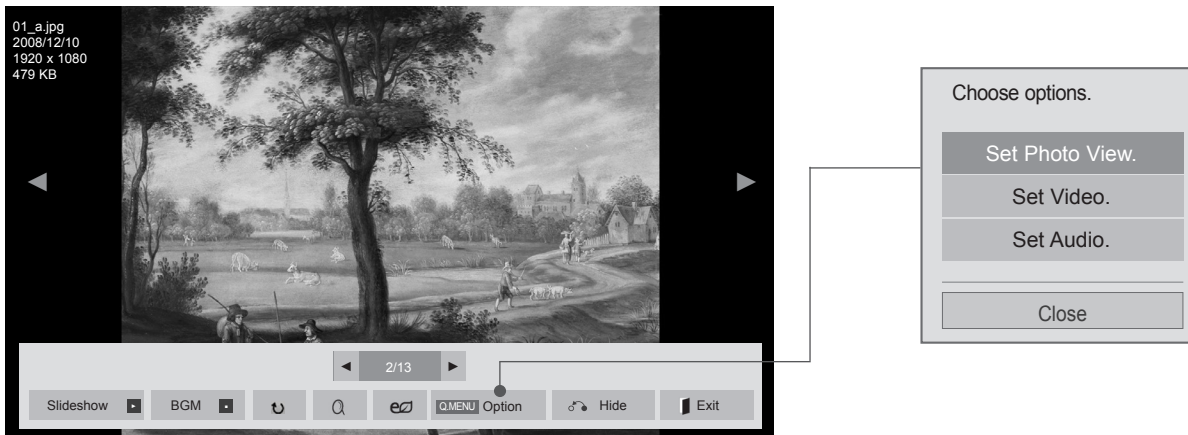 01_a.jpg
2008/12/10
1920 x 1080
479 KB
2/13
Slideshow BGM Q.MENU Option Hide Exit
Choose options.
Set Photo View.
Set Video.
Set Audio.
Close